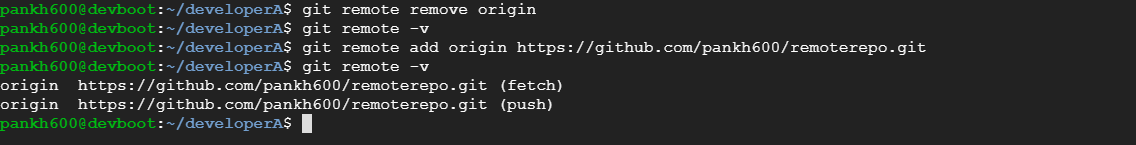 pankh600@devboot:~/developerA$ git remote remove origin
pankh600@devboot:~/developerA$ git remote -v
pankh600@devboot:~/developerA$ git remote add origin https://github.com/pankh600/remoterepo.git
pankh600@devboot:~/developerA$ git remote -v
origin  https://github.com/pankh600/remoterepo.git (fetch)
origin  https://github.com/pankh600/remoterepo.git (push)
pankh600@devboot:~/developerA$